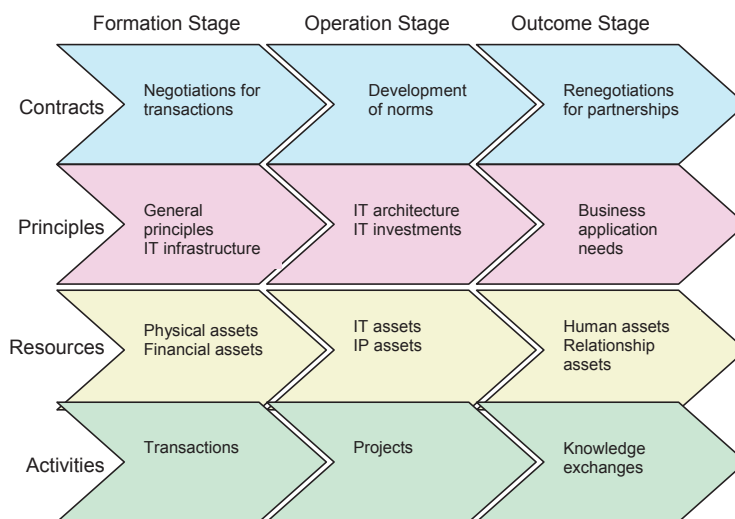 Formation Stage
Operation Stage
Outcome Stage
Contracts
Negotiations for
transactions
Development
of norms
Renegotiations
for partnerships
Principles
General
principles
IT infrastructure
IT architecture
IT investments
Business
application
needs
Resources
Physical assets
Financial assets
IT assets
IP assets
Human assets
Relationship
assets
Activities
Transactions
Projects
Knowledge
exchanges